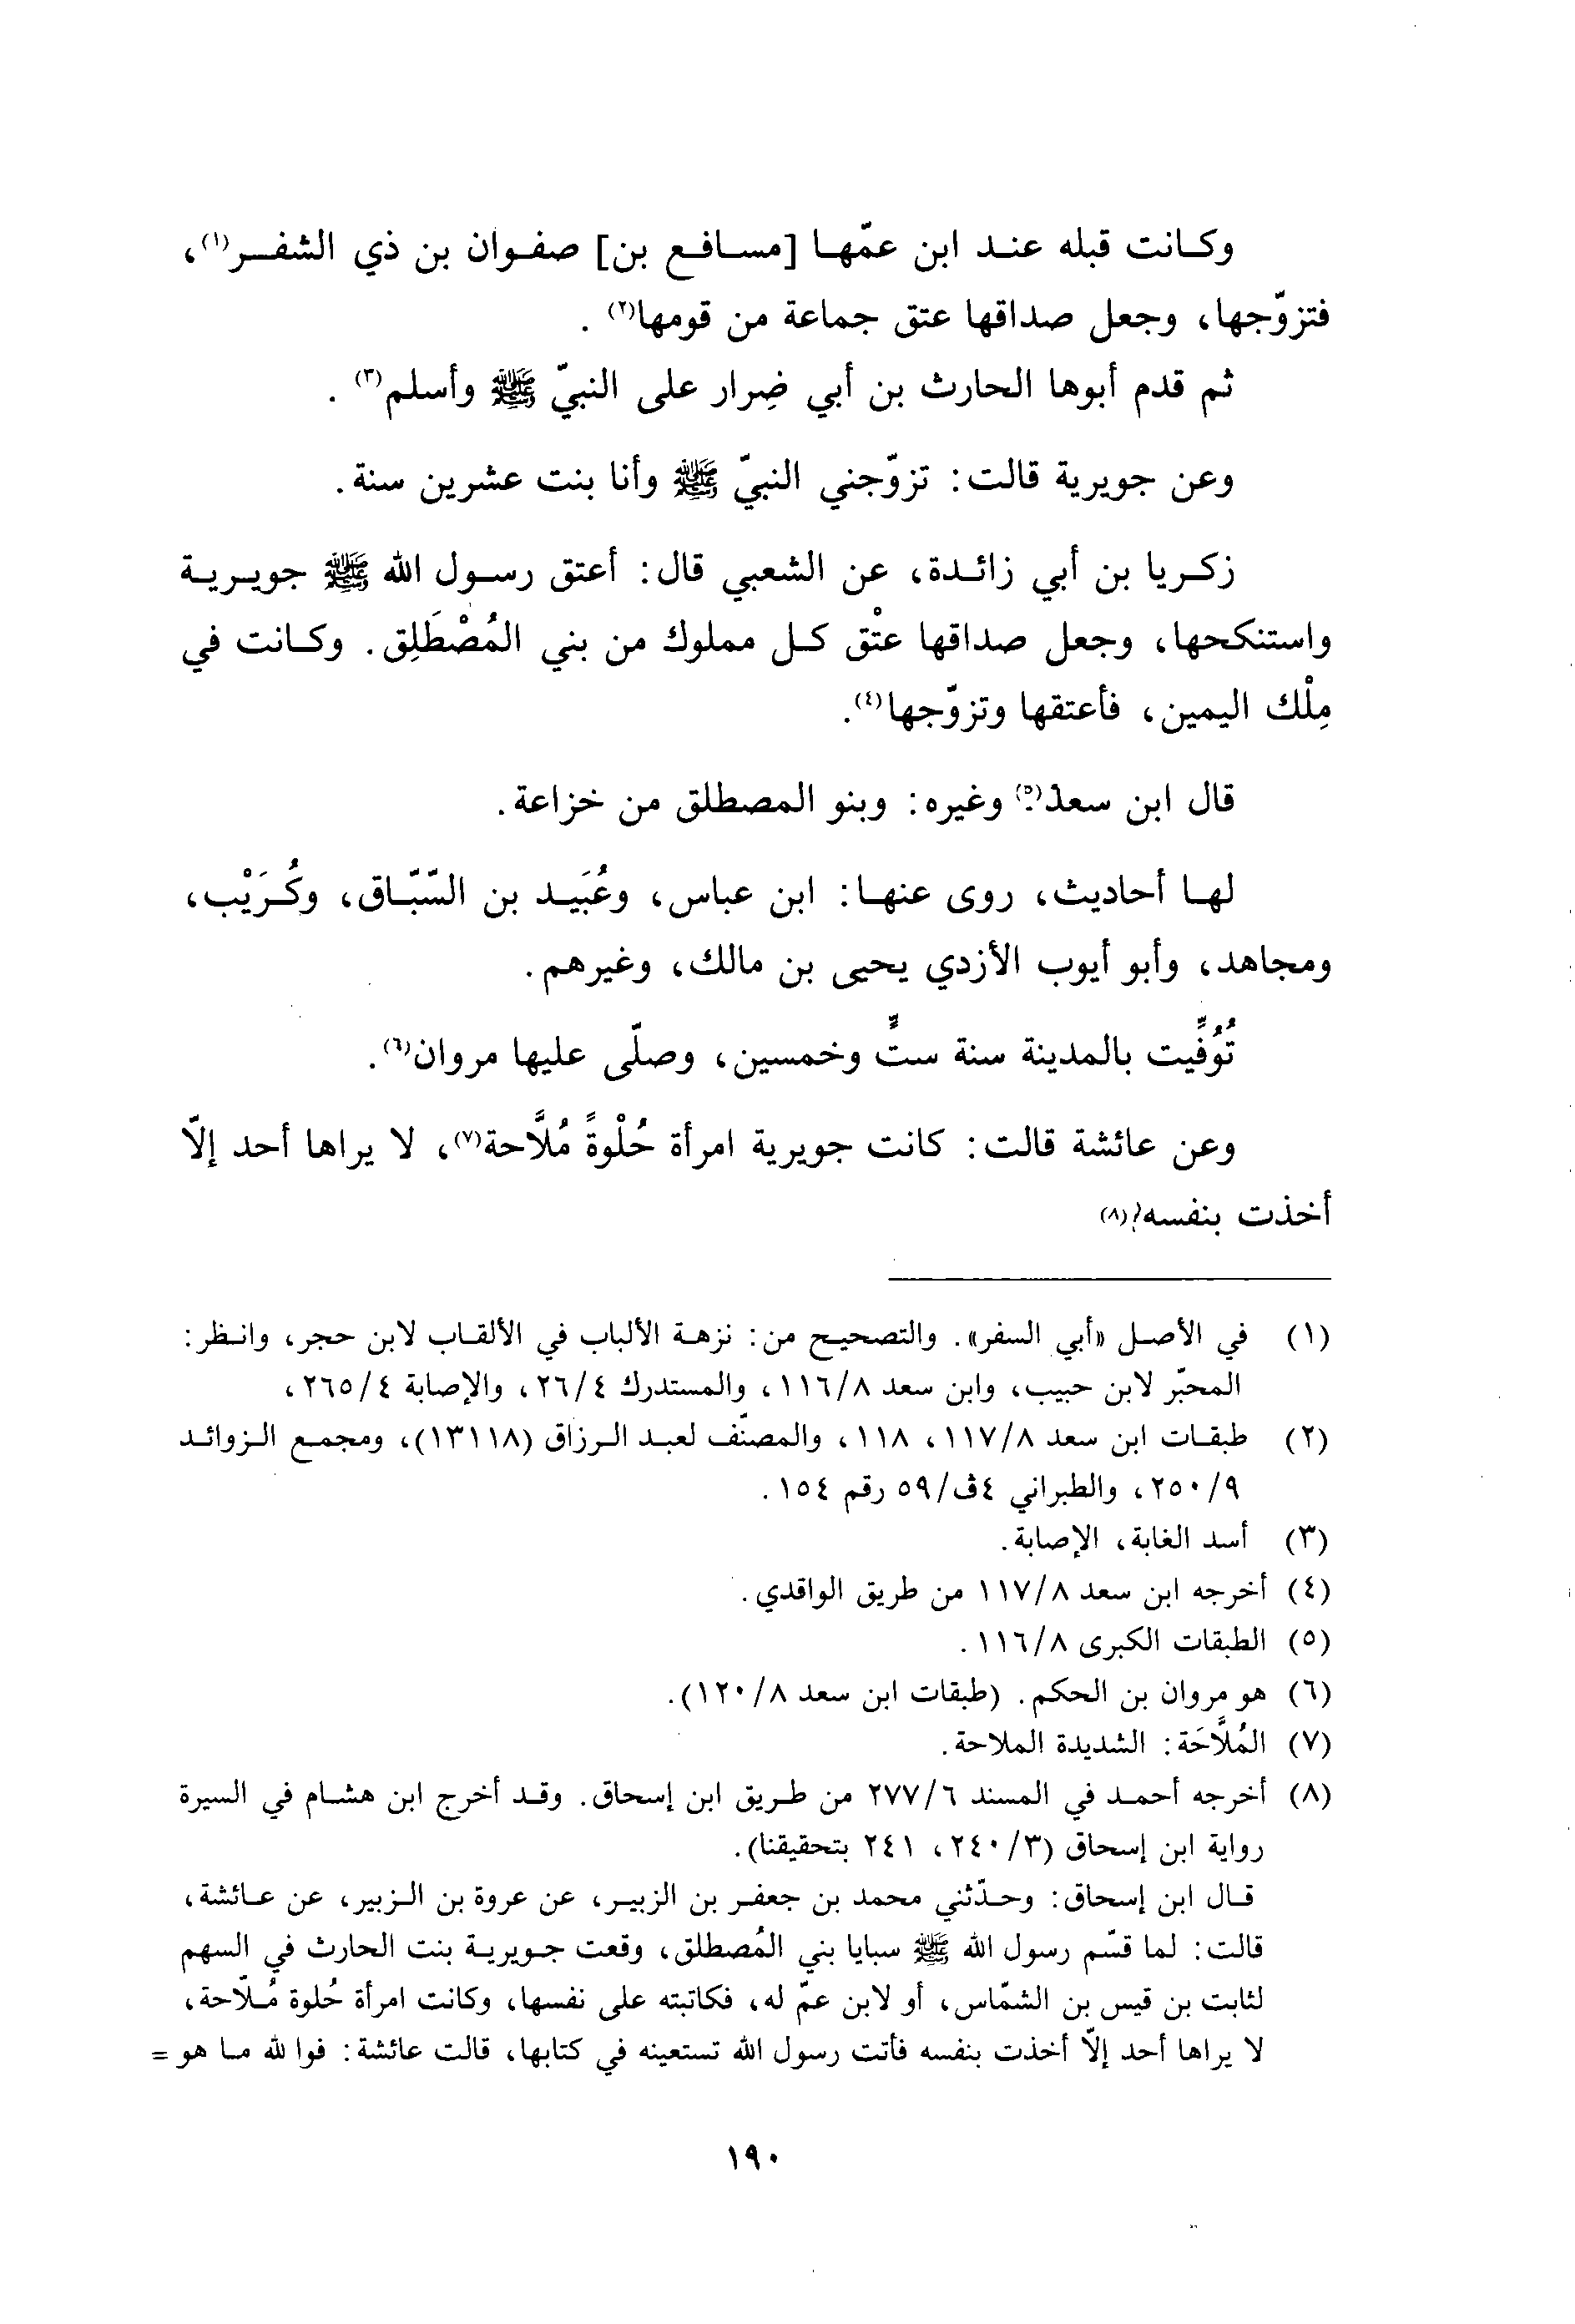 وكانت قبله عند ابن عمّها [مسافع بن] صفوان بن ذي الشفر(١)،
فتزوّجها، وجعل صداقها عتق جماعة من قومها(٢).
ثم قدم أبوها الحارث بن أبي ضِرار على النبيّ ﷺ وأسلم(٣).
وعن جويرية قالت: تزوّجني النبيّ ﷺ وأنا بنت عشرين سنة.
زكريا بن أبي زائدة، عن الشعبي قال: أعتق رسول الله ﷺ جويرية
واستنكحها، وجعل صداقها عتْق كل مملوك من بني المُصْطَلِق. وكانت في
مِلْك اليمين، فأعتقها وتزوّجها(٤).
قال ابن سعد(٥) وغيره: وبنو المصطلق من خزاعة.
لها أحاديث، روى عنها: ابن عباس، وعُبَيد بن السّبّاق، وكُرَيْب،
ومجاهد، وأبو أيوب الأزدي يحيى بن مالك، وغيرهم.
تُوُفِّيت بالمدينة سنة ستٍّ وخمسين، وصلّى عليها مروان(٦).
وعن عائشة قالت: كانت جويرية امرأة حُلْوةً مُلَّاحة(٧)، لا يراها أحد إلّا
أخذت بنفسه(٨)
(١) في الأصل «أبي السفر». والتصحيح من: نزهة الألباب في الألقاب لابن حجر، وانظر:
المحبّر لابن حبيب، وابن سعد ١١٦/٨، والمستدرك ٢٦/٤، والإصابة ٢٦٥/٤،
(٢) طبقات ابن سعد ١١٧/٨، ١١٨، والمصنّف لعبد الرزاق (١٣١١٨)، ومجمع الزوائد
٢٥٠/٩، والطبراني ٤ڤ/٥٩ رقم ١٥٤.
(٣) أسد الغابة، الإصابة.
(٤) أخرجه ابن سعد ١١٧/٨ من طريق الواقدي.
(٥) الطبقات الكبرى ١١٦/٨.
(٦) هو مروان بن الحكم. (طبقات ابن سعد ١٢٠/٨).
(٧) المُلَّاحَة: الشديدة الملاحة.
(٨) أخرجه أحمد في المسند ٢٧٧/٦ من طريق ابن إسحاق. وقد أخرج ابن هشام في السيرة
رواية ابن إسحاق (٢٤٠/٣، ٢٤١ بتحقيقنا).
قال ابن إسحاق: وحدّثني محمد بن جعفر بن الزبير، عن عروة بن الزبير، عن عائشة،
قالت: لما قسّم رسول الله ﷺ سبايا بني المُصطلق، وقعت جويرية بنت الحارث في السهم
لثابت بن قيس بن الشمّاس، أو لابن عمّ له، فكاتبته على نفسها، وكانت امرأة حُلوة مُلّاحة،
لا يراها أحد إلّا أخذت بنفسه فأتت رسول الله تستعينه في كتابها، قالت عائشة: فوالله ما هو =
١٩٠